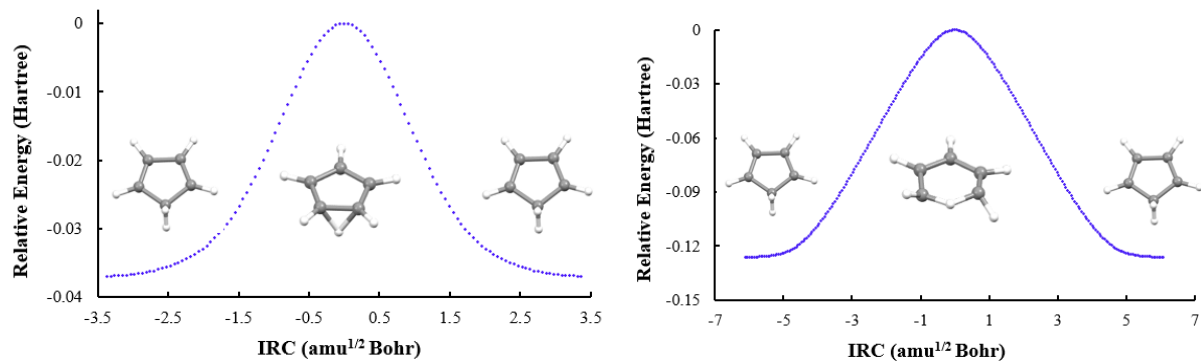 Relative Energy (Hartree)
0
-0.01
-0.02
-0.03
-0.04
-3.5 -2.5 -1.5 -0.5 0.5 1.5 2.5 3.5
IRC (amu1/2 Bohr)
Relative Energy (Hartree)
0
-0.03
-0.06
-0.09
-0.12
-0.15
-7 -5 -3 -1 1 3 5 7
IRC (amu1/2 Bohr)